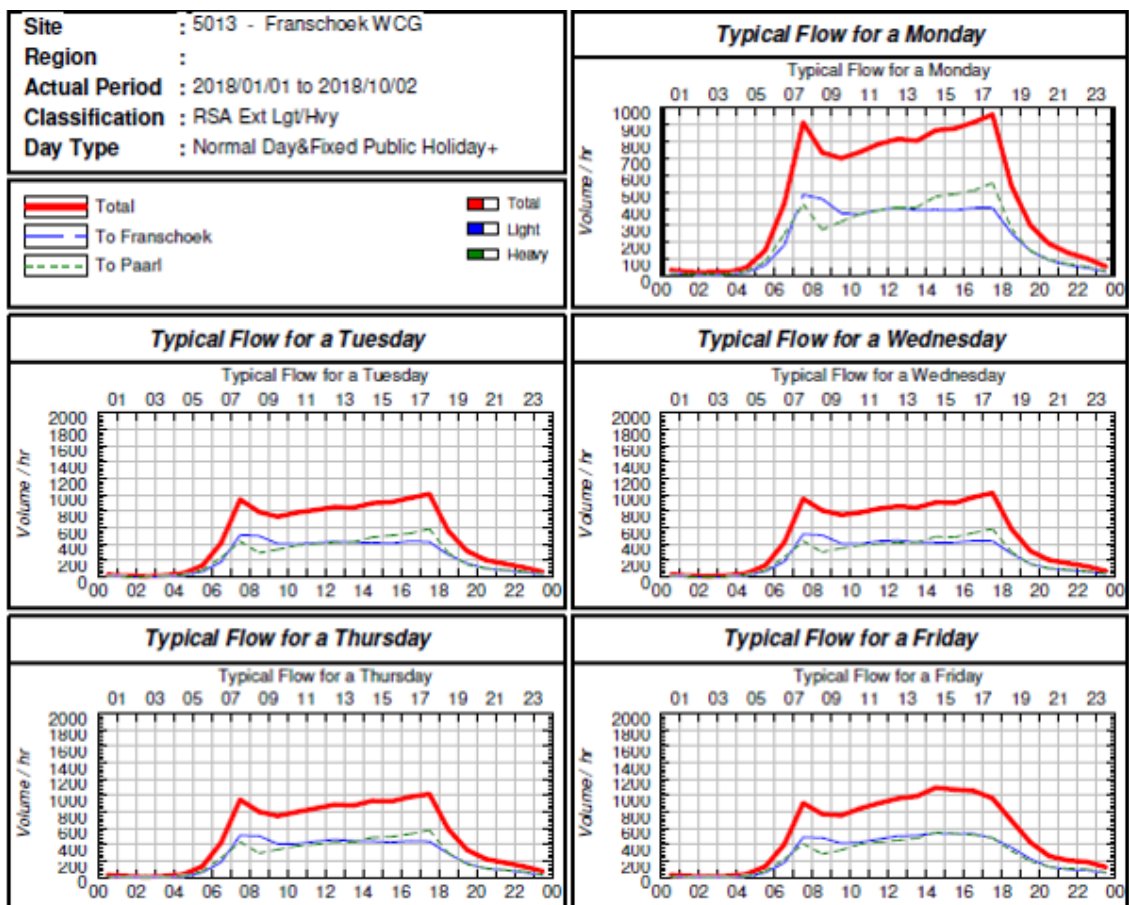 Site : 5013 - Franschoek WCG
Region :
Actual Period : 2018/01/01 to 2018/10/02
Classification : RSA Ext Lgt/Hvy
Day Type : Normal Day&Fixed Public Holiday+
Total
To Franschoek
To Paarl
Total
Light
Heavy
Typical Flow for a Monday
Typical Flow for a Monday
01 03 05 07 09 11 13 15 17 19 21 23
Volume / hr
1000
900
800
700
600
500
400
300
200
100
0
00 02 04 06 08 10 12 14 16 18 20 22 00
Typical Flow for a Tuesday
Typical Flow for a Tuesday
01 03 05 07 09 11 13 15 17 19 21 23
Volume / hr
2000
1800
1600
1400
1200
1000
800
600
400
200
0
00 02 04 06 08 10 12 14 16 18 20 22 00
Typical Flow for a Wednesday
Typical Flow for a Wednesday
01 03 05 07 09 11 13 15 17 19 21 23
Volume / hr
2000
1800
1600
1400
1200
1000
800
600
400
200
0
00 02 04 06 08 10 12 14 16 18 20 22 00
Typical Flow for a Thursday
Typical Flow for a Thursday
01 03 05 07 09 11 13 15 17 19 21 23
Volume / hr
2000
1800
1600
1400
1200
1000
800
600
400
200
0
00 02 04 06 08 10 12 14 16 18 20 22 00
Typical Flow for a Friday
Typical Flow for a Friday
01 03 05 07 09 11 13 15 17 19 21 23
Volume / hr
2000
1800
1600
1400
1200
1000
800
600
400
200
0
00 02 04 06 08 10 12 14 16 18 20 22 00